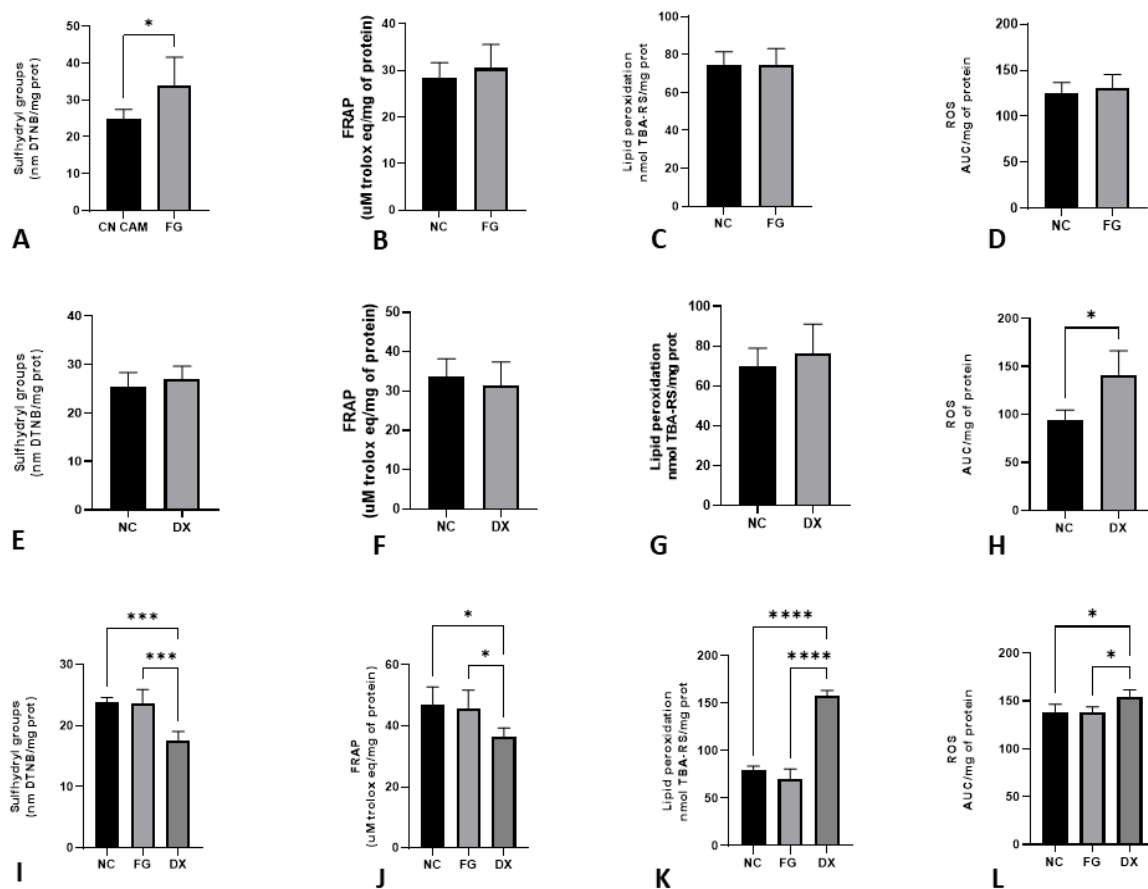 Sulfhydryl groups
(nm DTNB/mg prot)
50
40
30
20
10
0
*
CN CAM FG
A
FRAP
(uM trolox eq/mg of protein)
40
30
20
10
0
NC FG
B
Lipid peroxidation
nmol TBA-RS/mg prot
100
80
60
40
20
0
NC FG
C
ROS
AUC/mg of protein
200
150
100
50
0
NC FG
D
Sulfhydryl groups
(nm DTNB/mg prot)
40
30
20
10
0
NC DX
E
FRAP
(uM trolox eq/mg of protein)
50
40
30
20
10
0
NC DX
F
Lipid peroxidation
nmol TBA-RS/mg prot
100
80
60
40
20
0
NC DX
G
ROS
AUC/mg of protein
200
150
100
50
0
*
NC DX
H
Sulfhydryl groups
(nm DTNB/mg prot)
30
20
10
0
***
***
NC FG DX
I
FRAP
(uM trolox eq/mg of protein)
60
40
20
0
*
*
NC FG DX
J
Lipid peroxidation
nmol TBA-RS/mg prot
200
150
100
50
0
****
****
NC FG DX
K
ROS
AUC/mg of protein
200
150
100
50
0
*
*
NC FG DX
L